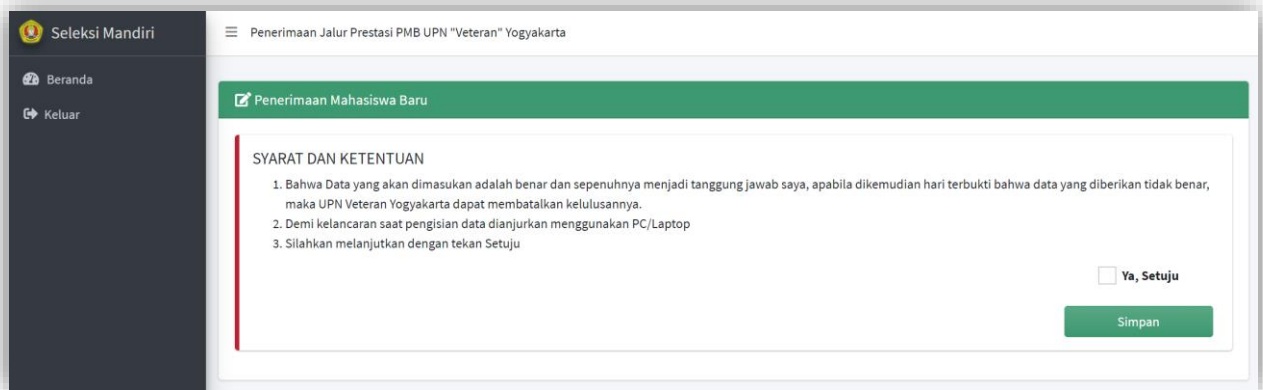 Seleksi Mandiri
Penerimaan Jalur Prestasi PMB UPN "Veteran" Yogyakarta
Beranda
Keluar
Penerimaan Mahasiswa Baru
SYARAT DAN KETENTUAN
1. Bahwa Data yang akan dimasukan adalah benar dan sepenuhnya menjadi tanggung jawab saya, apabila dikemudian hari terbukti bahwa data yang diberikan tidak benar,
maka UPN Veteran Yogyakarta dapat membatalkan kelulusannya.
2. Demi kelancaran saat pengisian data dianjurkan menggunakan PC/Laptop
3. Silahkan melanjutkan dengan tekan Setuju
Ya, Setuju
Simpan